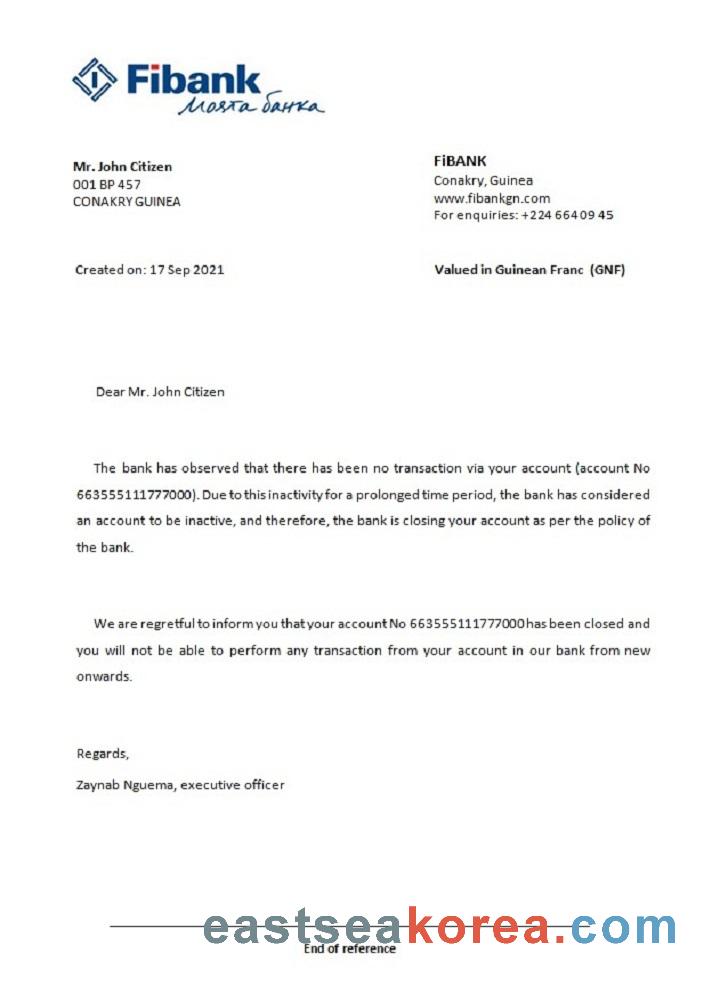 Fibank
Моята банка
Mr. John Citizen
001 BP 457
CONAKRY GUINEA
FiBANK
Conakry, Guinea
www.fibankgn.com
For enquiries: +224 664 09 45
Created on: 17 Sep 2021
Valued in Guinean Franc (GNF)
Dear Mr. John Citizen
The bank has observed that there has been no transaction via your account (account No
663555111777000). Due to this inactivity for a prolonged time period, the bank has considered
an account to be inactive, and therefore, the bank is closing your account as per the policy of
the bank.
We are regretful to inform you that your account No 663555111777000 has been closed and
you will not be able to perform any transaction from your account in our bank from new
onwards.
Regards,
Zaynab Nguema, executive officer
eastseakorea.com
End of reference